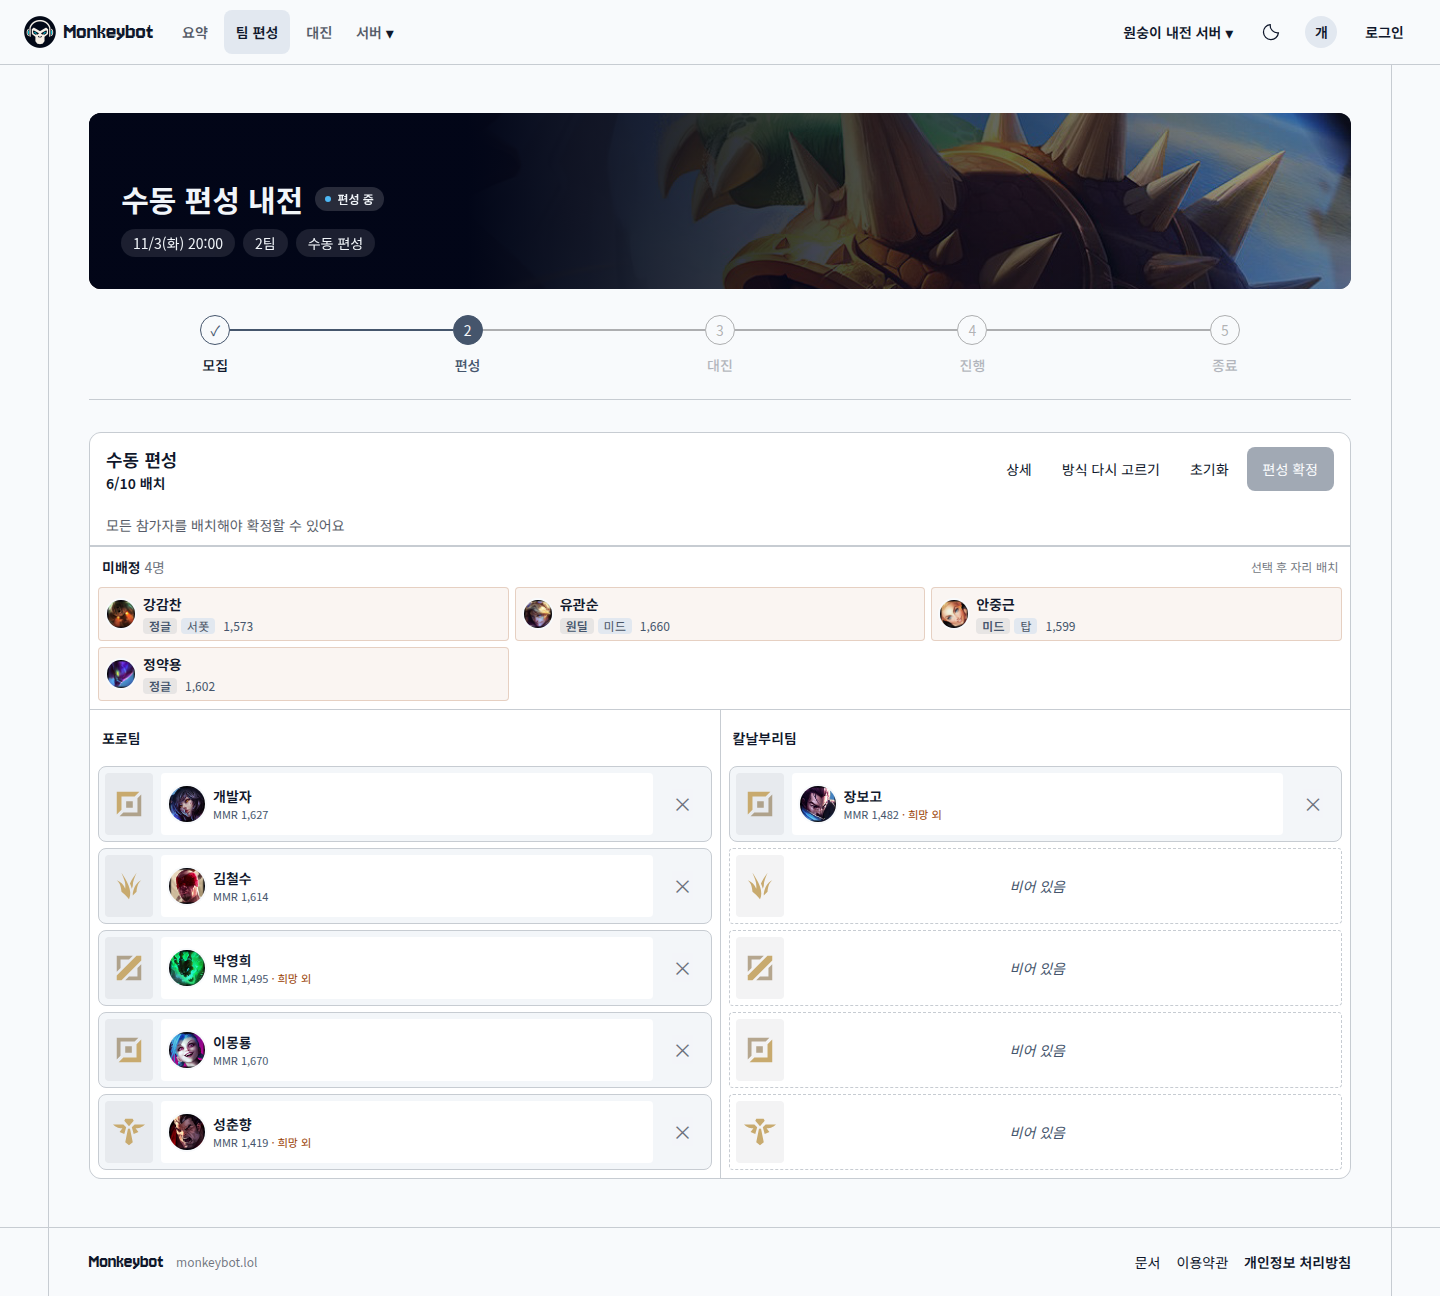 Monkeybot
요약
팀 편성
대진
서버 ▾
원숭이 내전 서버 ▾
개
로그인
수동 편성 내전
편성 중
11/3(화) 20:00
2팀
수동 편성
✓
2
3
4
5
모집
편성
대진
진행
종료
수동 편성
6/10 배치
상세
방식 다시 고르기
초기화
편성 확정
모든 참가자를 배치해야 확정할 수 있어요
미배정 4명
선택 후 자리 배치
강감찬
정글 서폿 1,573
유관순
원딜 미드 1,660
안중근
미드 탑 1,599
정약용
정글 1,602
포로팀
개발자
MMR 1,627
김철수
MMR 1,614
박영희
MMR 1,495 · 희망 외
이몽룡
MMR 1,670
성춘향
MMR 1,419 · 희망 외
칼날부리팀
장보고
MMR 1,482 · 희망 외
비어 있음
비어 있음
비어 있음
비어 있음
Monkeybot
monkeybot.lol
문서
이용약관
개인정보 처리방침